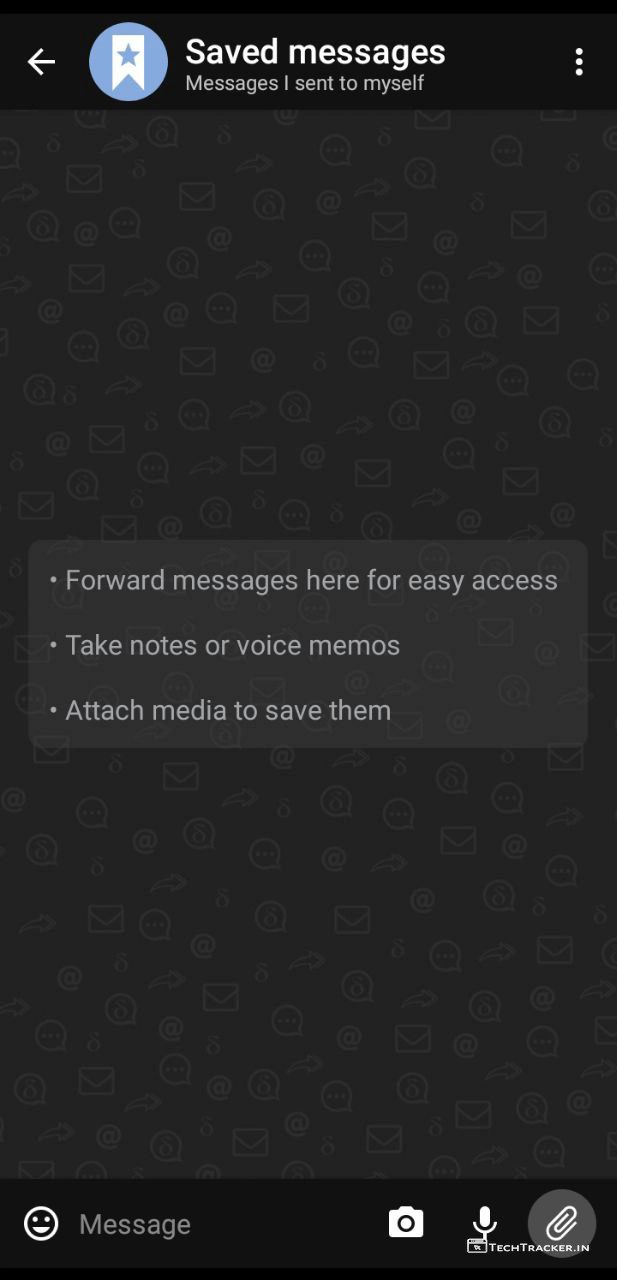 Saved messages
Messages I sent to myself
• Forward messages here for easy access
• Take notes or voice memos
• Attach media to save them
Message
TECHTRACKER.IN